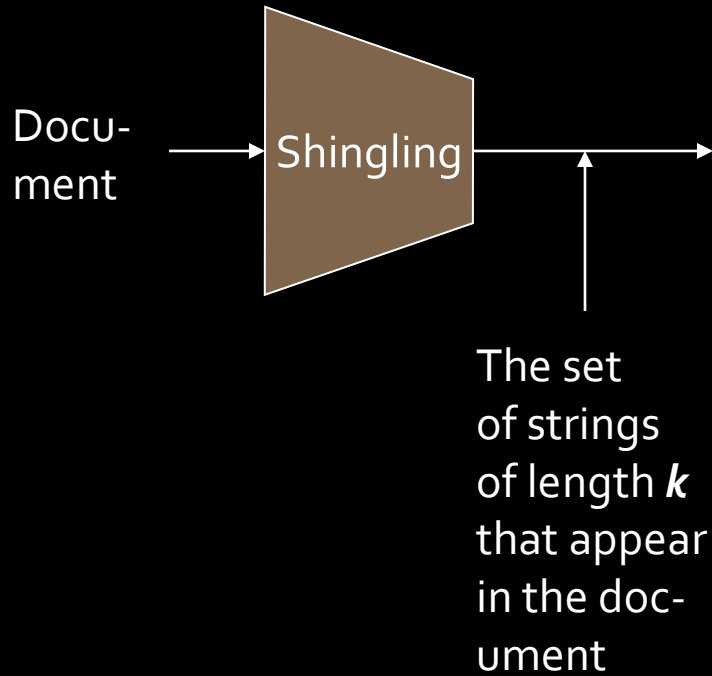 Docu-
ment
Shingling
The set
of strings
of length k
that appear
in the doc-
ument